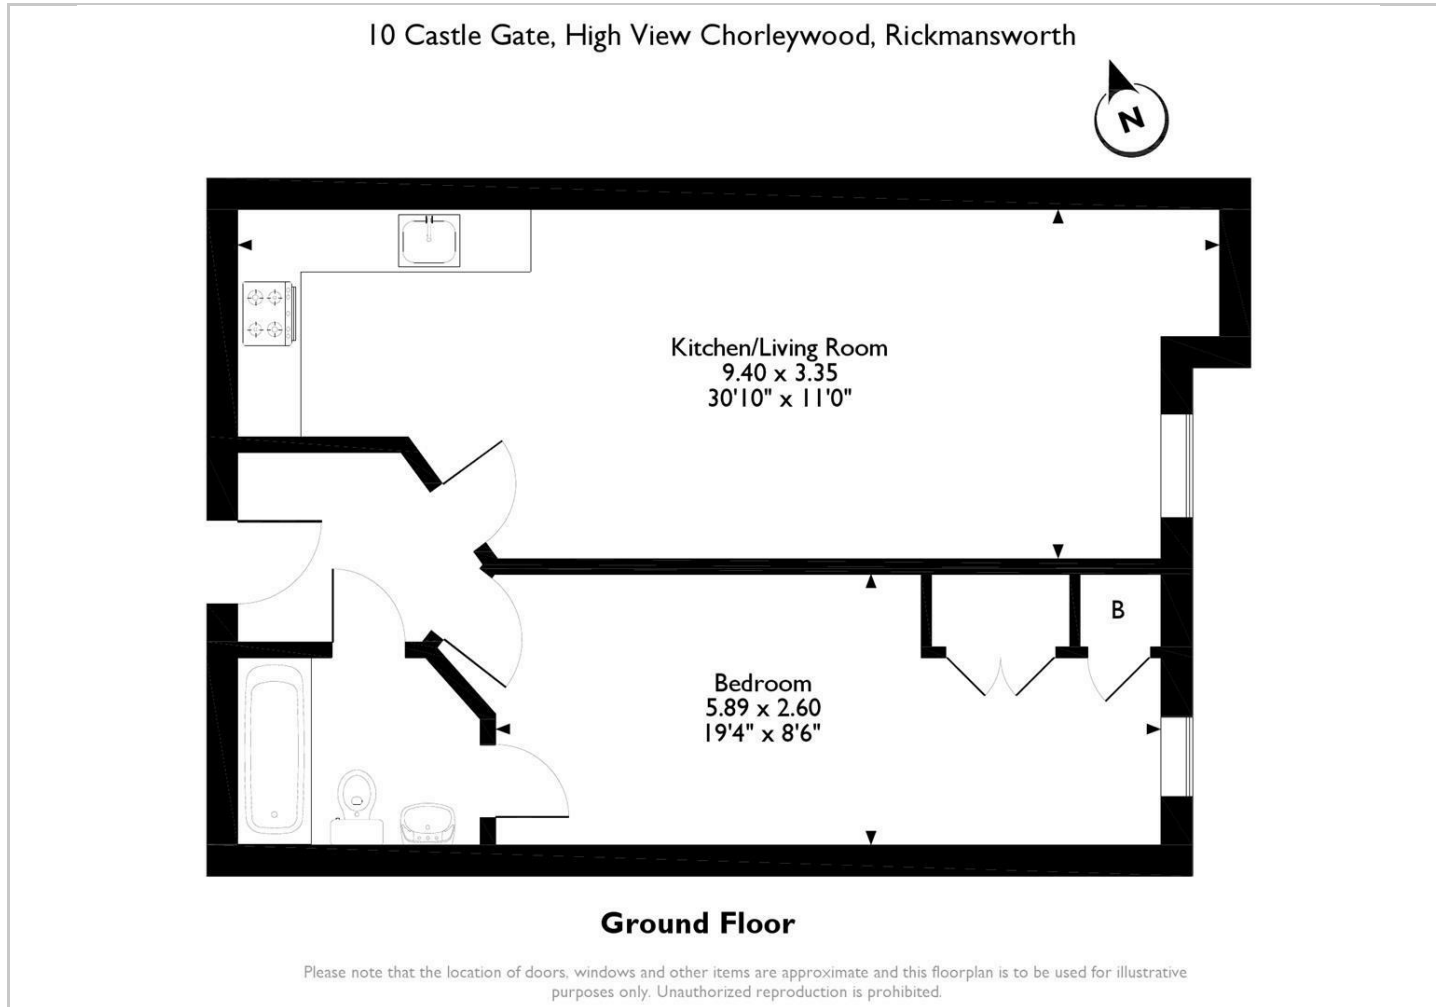 10 Castle Gate, High View Chorleywood, Rickmansworth
N
Kitchen/Living Room
9.40 x 3.35
30'10" x 11'0"
B
Bedroom
5.89 x 2.60
19'4" x 8'6"
Ground Floor
Please note that the location of doors, windows and other items are approximate and this floorplan is to be used for illustrative
purposes only. Unauthorized reproduction is prohibited.